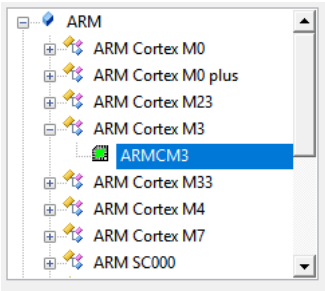 ARM
ARM Cortex M0
ARM Cortex M0 plus
ARM Cortex M23
ARM Cortex M3
ARMCM3
ARM Cortex M33
ARM Cortex M4
ARM Cortex M7
ARM SC000